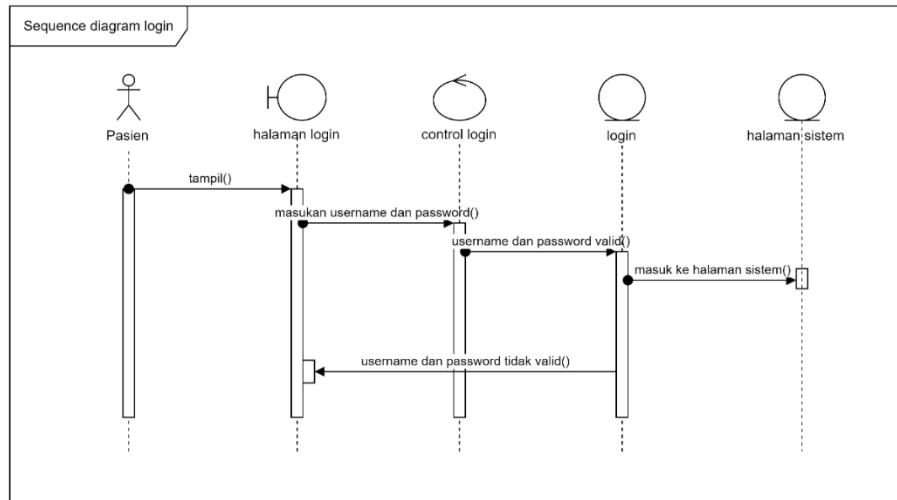 Sequence diagram login
Pasien
halaman login
control login
login
halaman sistem
tampil()
masukan username dan password()
username dan password valid()
masuk ke halaman sistem()
username dan password tidak valid()